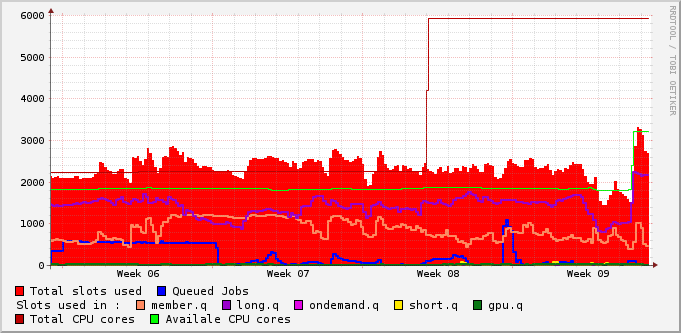 6000
5000
4000
3000
2000
1000
0
Week 06 Week 07 Week 08 Week 09
RRDTOOL / TOBI OETIKER
Total slots used Queued Jobs
Slots used in : member.q long.q ondemand.q short.q gpu.q
Total CPU cores Availale CPU cores